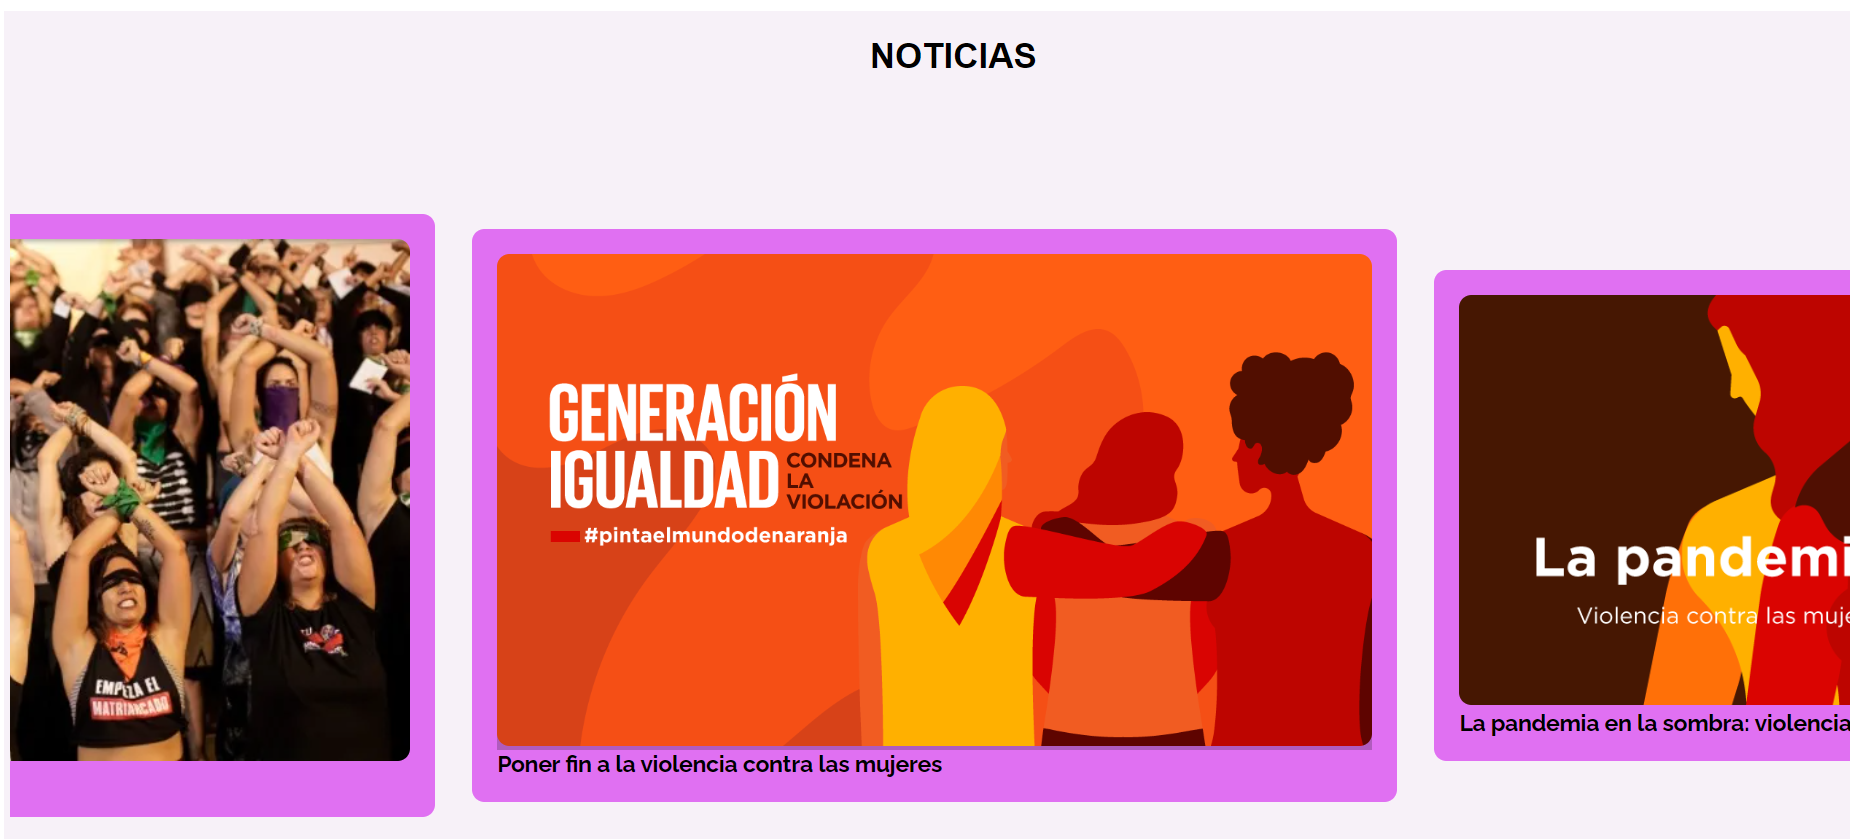 NOTICIAS
EMPIEZA EL
MATRIARCADO
GENERACIÓN
IGUALDAD
CONDENA
LA
VIOLACIÓN
#pintaelmundodenaranja
Poner fin a la violencia contra las mujeres
La pandemi
Violencia contra las muje
La pandemia en la sombra: violencia